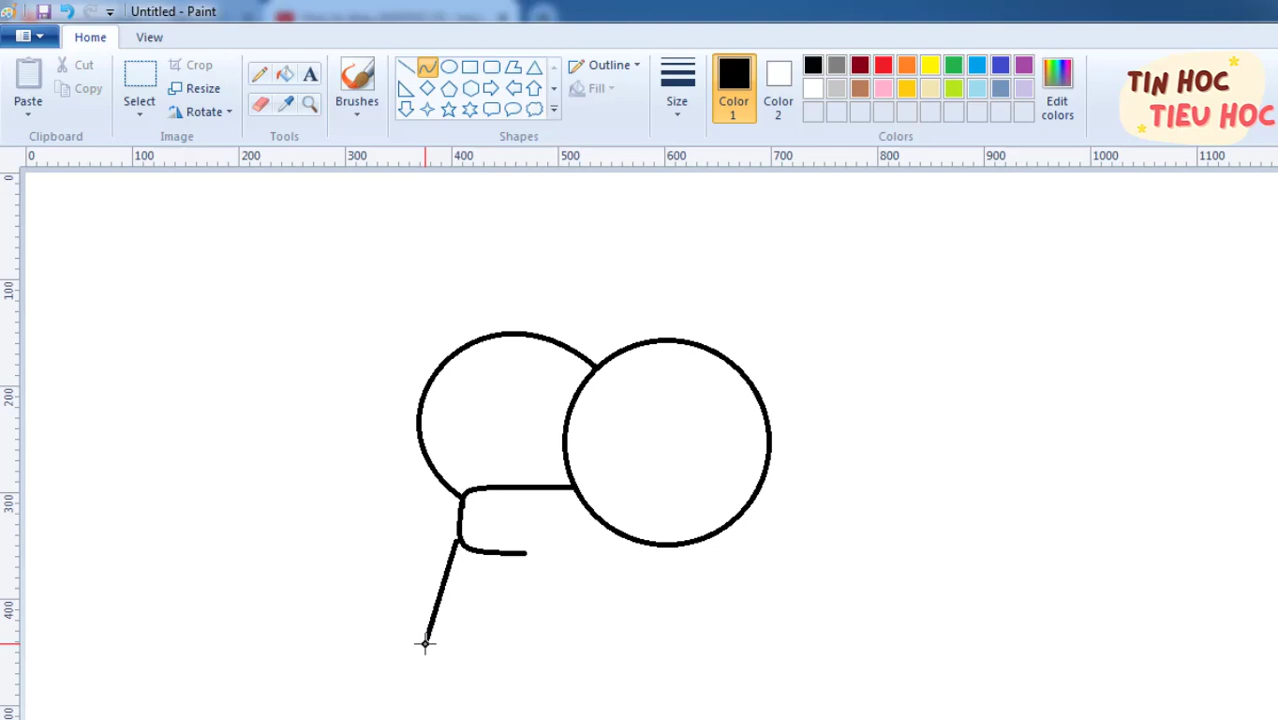 Untitled - Paint
Home View
Cut
Copy
Paste
Clipboard
Select
Crop
Resize
Rotate
Image
A
Tools
Brushes
Shapes
Outline
Fill
Size
Color 1
Color 2
Edit colors
Colors
TIN HOC
TIEU HOC
0 100 200 300 400 500 600 700 800 900 1000 1100
0
100
200
300
400